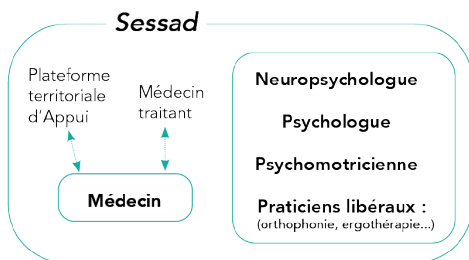 Sessad
Plateforme
territoriale
d'Appui
Médecin
traitant
Médecin
Neuropsychologue
Psychologue
Psychomotricienne
Praticiens libéraux :
(orthophonie, ergothérapie...)